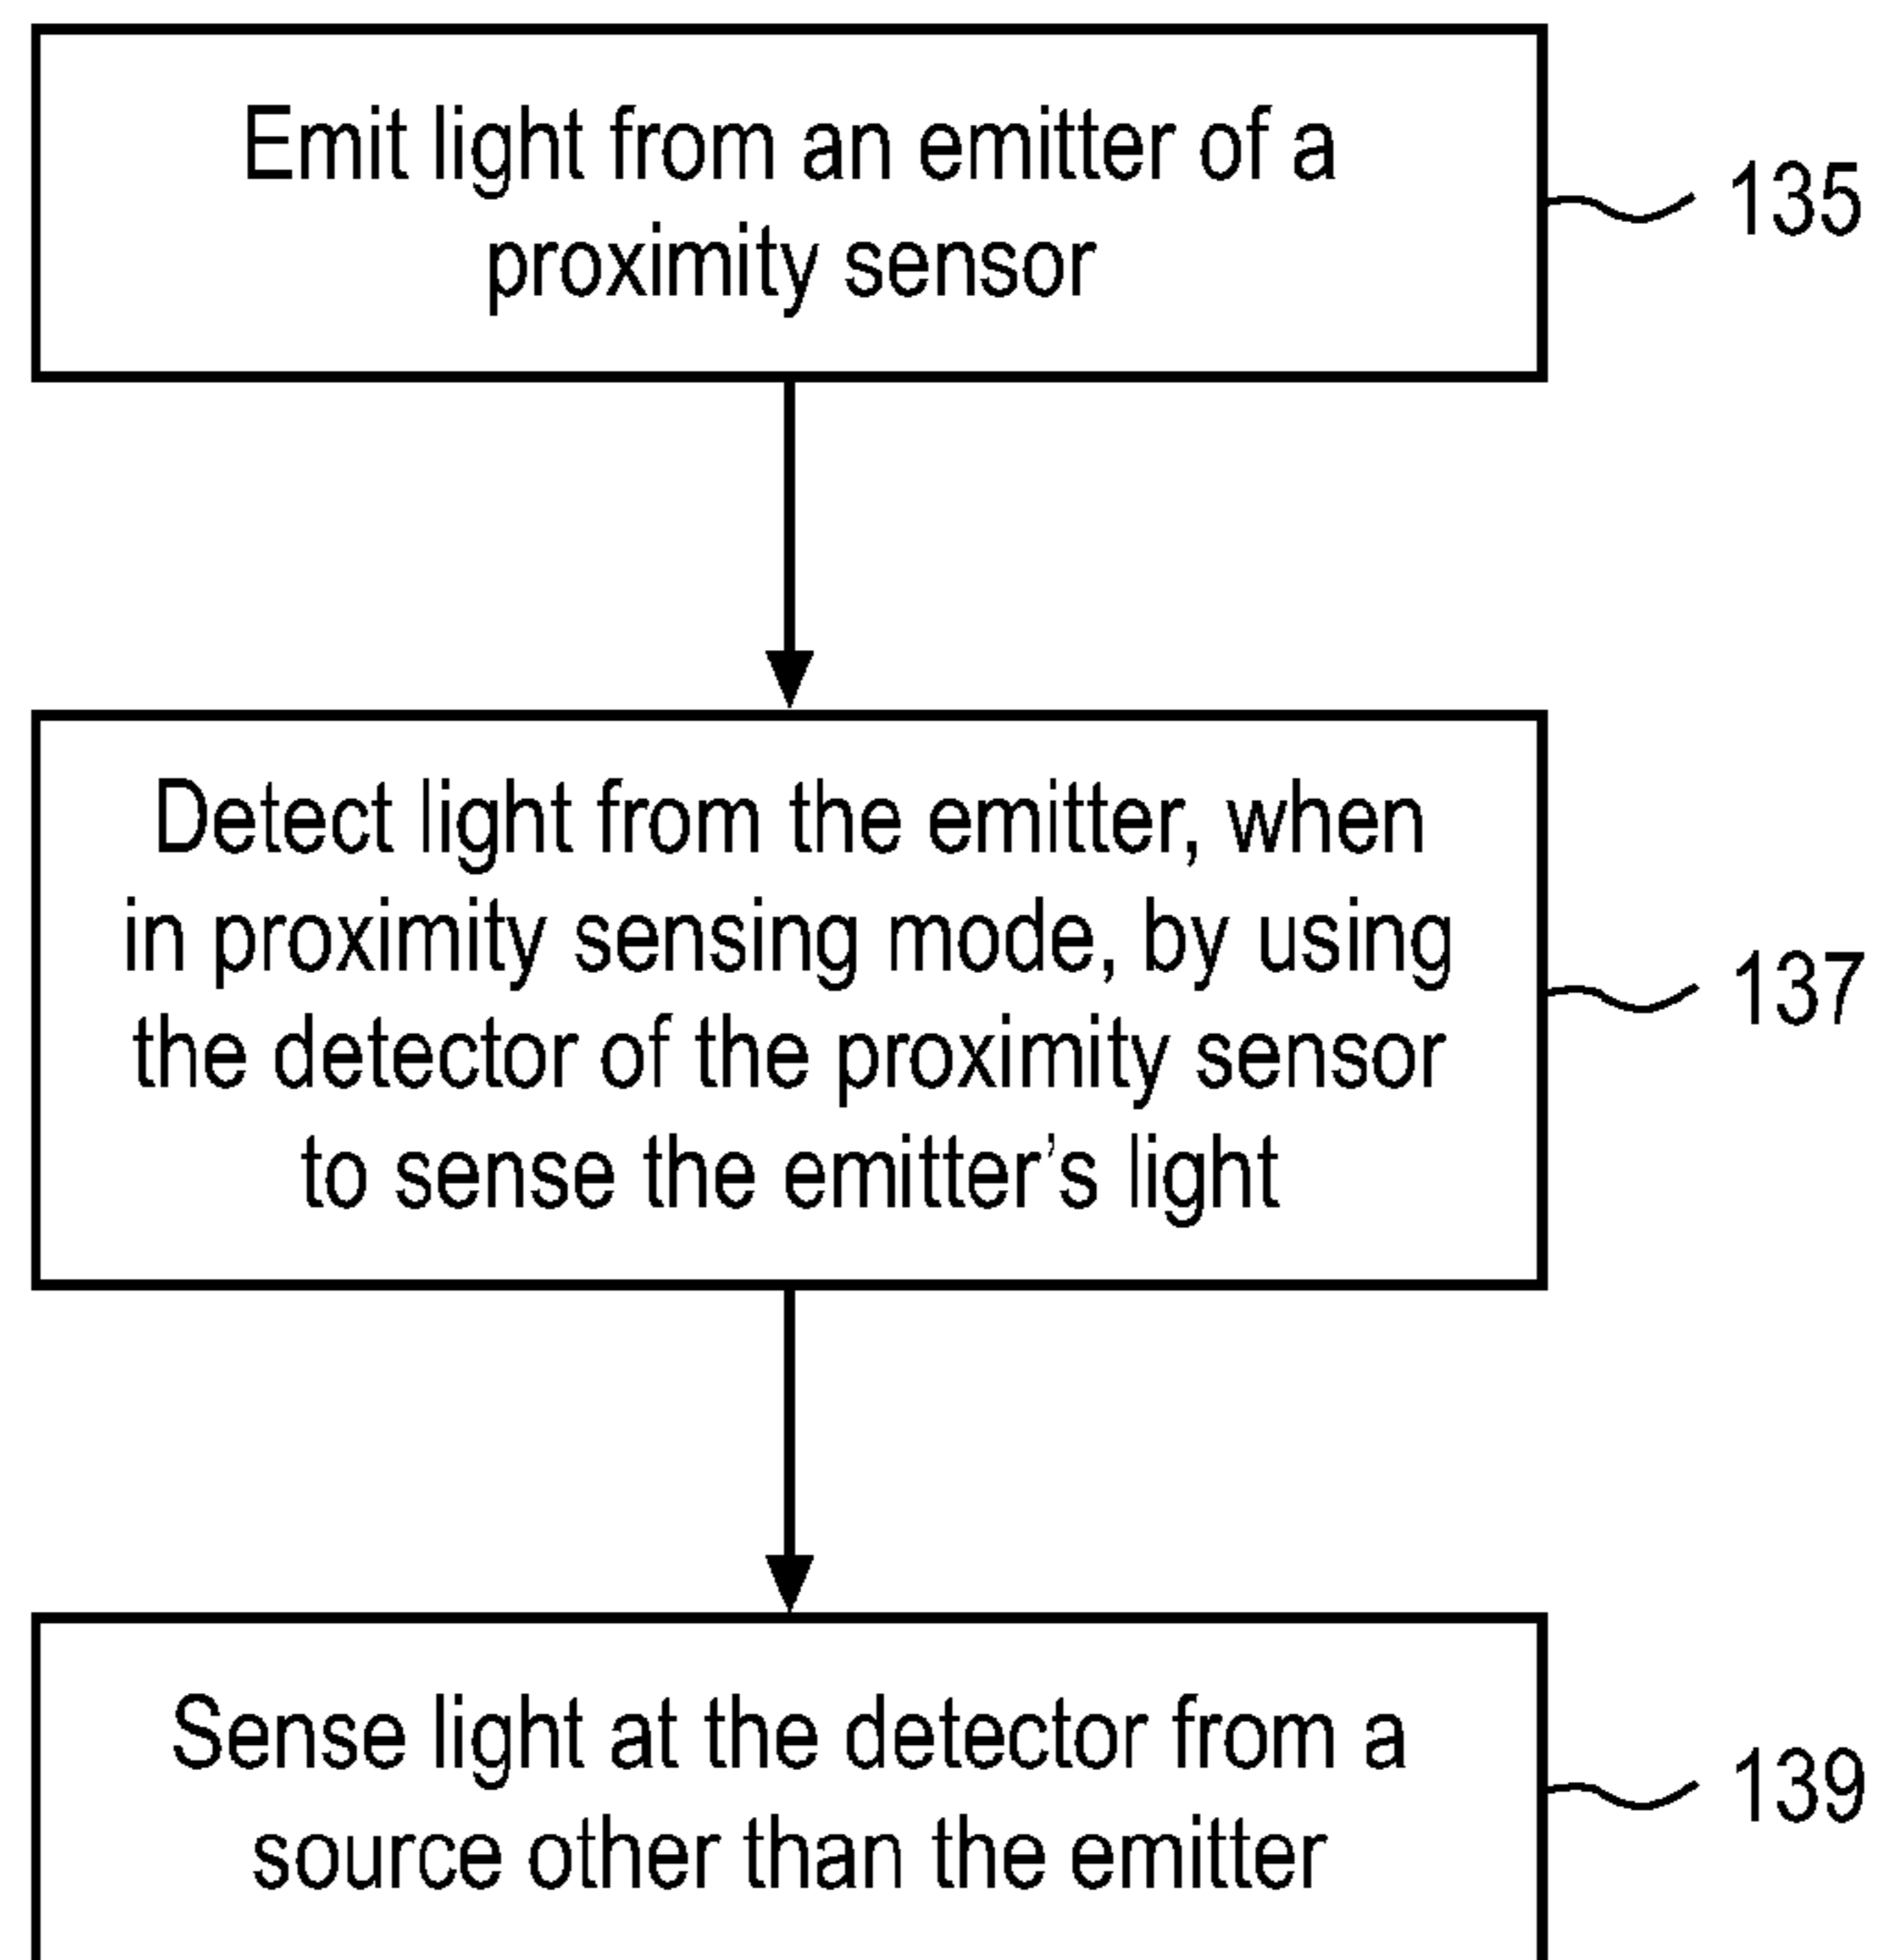 Emit light from an emitter of a
proximity sensor
135
Detect light from the emitter, when
in proximity sensing mode, by using
the detector of the proximity sensor
to sense the emitter's light
137
Sense light at the detector from a
source other than the emitter
139